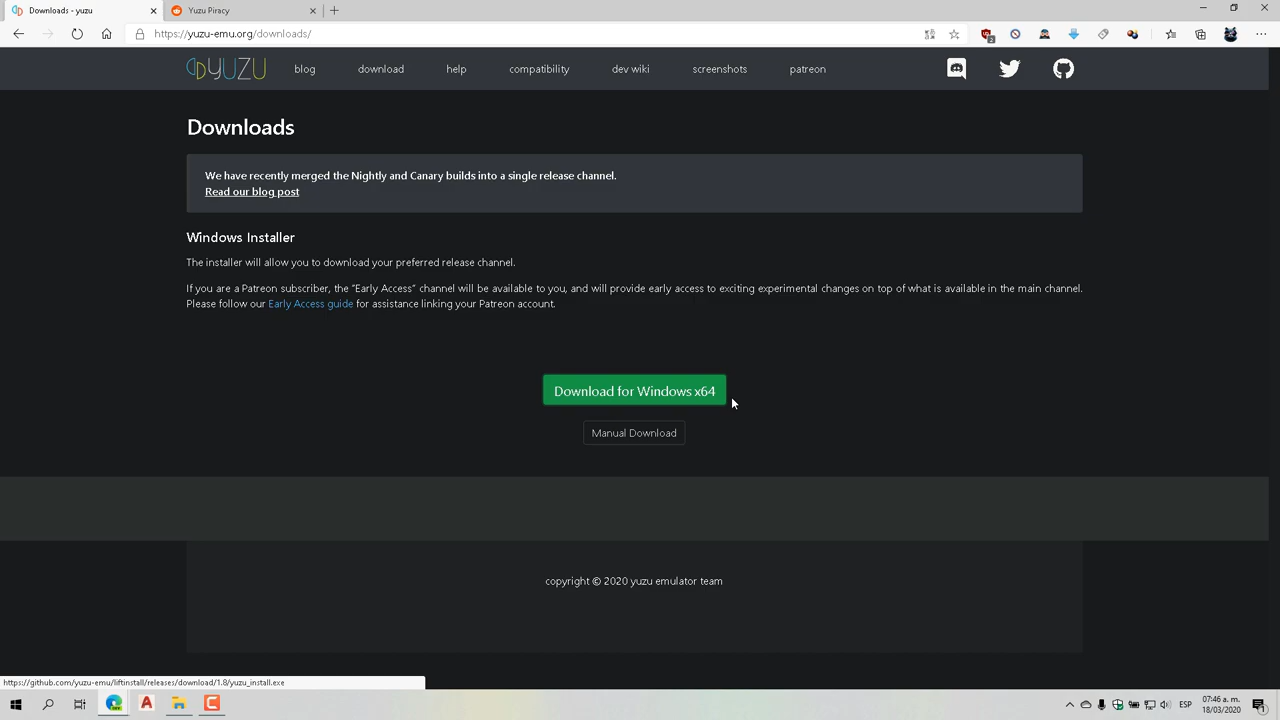 Downloads - yuzu
Yuzu Piracy
https://yuzu-emu.org/downloads/
YUZU
blog
download
help
compatibility
dev wiki
screenshots
patreon
Downloads
We have recently merged the Nightly and Canary builds into a single release channel.
Read our blog post
Windows Installer
The installer will allow you to download your preferred release channel.
If you are a Patreon subscriber, the "Early Access" channel will be available to you, and will provide early access to exciting experimental changes on top of what is available in the main channel.
Please follow our Early Access guide for assistance linking your Patreon account.
Download for Windows x64
Manual Download
copyright © 2020 yuzu emulator team
https://github.com/yuzu-emu/liftinstall/releases/download/1.8/yuzu_install.exe
ESP
07:46 a. m.
18/03/2020